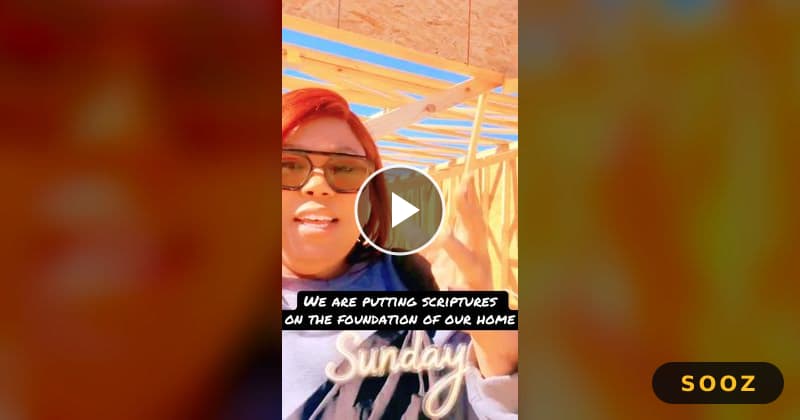 We are putting scriptures
on the foundation of our home
Sunday
SOOZ